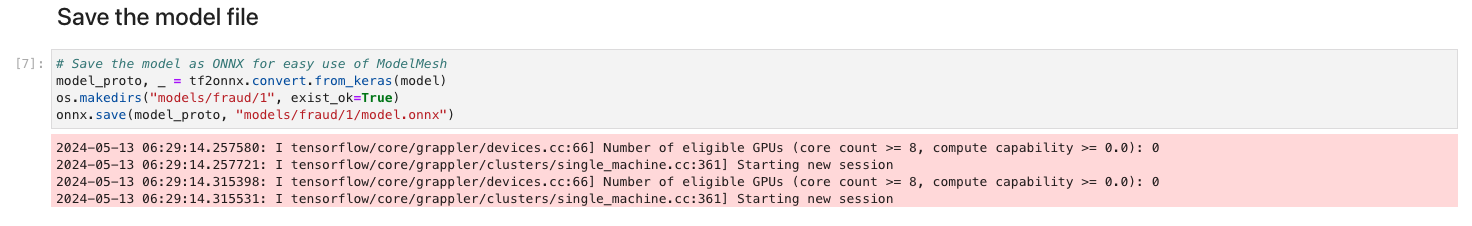 Save the model file
[7]:
# Save the model as ONNX for easy use of ModelMesh
model_proto, _ = tf2onnx.convert.from_keras(model)
os.makedirs("models/fraud/1", exist_ok=True)
onnx.save(model_proto, "models/fraud/1/model.onnx")
2024-05-13 06:29:14.257580: I tensorflow/core/grappler/devices.cc:66] Number of eligible GPUs (core count >= 8, compute capability >= 0.0): 0
2024-05-13 06:29:14.257721: I tensorflow/core/grappler/clusters/single_machine.cc:361] Starting new session
2024-05-13 06:29:14.315398: I tensorflow/core/grappler/devices.cc:66] Number of eligible GPUs (core count >= 8, compute capability >= 0.0): 0
2024-05-13 06:29:14.315531: I tensorflow/core/grappler/clusters/single_machine.cc:361] Starting new session